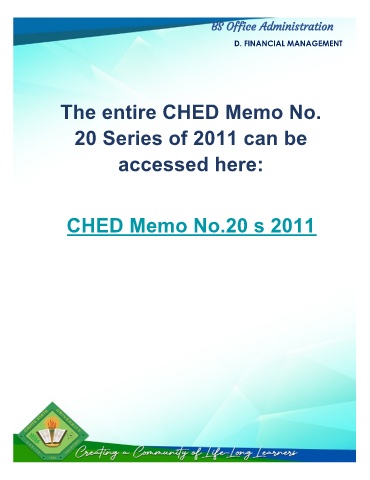 BS Office Administration
D. FINANCIAL MANAGEMENT
The entire CHED Memo No.
20 Series of 2011 can be
accessed here:
CHED Memo No.20 s 2011
Creating a Community of Life-Long Learners